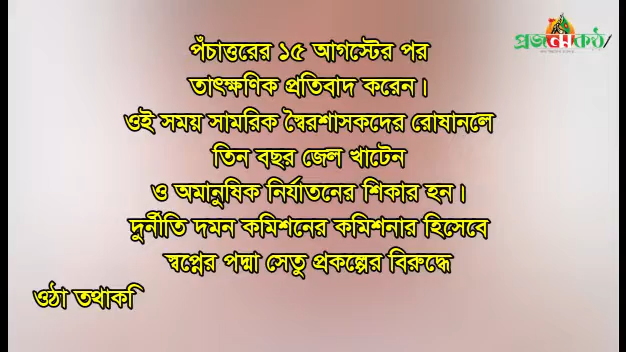 প্রজন্মকণ্ঠ
পঁচাত্তরের ১৫ আগস্টের পর
তাৎক্ষণিক প্রতিবাদ করেন।
ওই সময় সামরিক স্বৈরশাসকদের রোষানলে
তিন বছর জেল খাটেন
ও অমানুষিক নির্যাতনের শিকার হন।
দুর্নীতি দমন কমিশনের কমিশনার হিসেবে
স্বপ্নের পদ্মা সেতু প্রকল্পের বিরুদ্ধে
ওঠা তথাকি